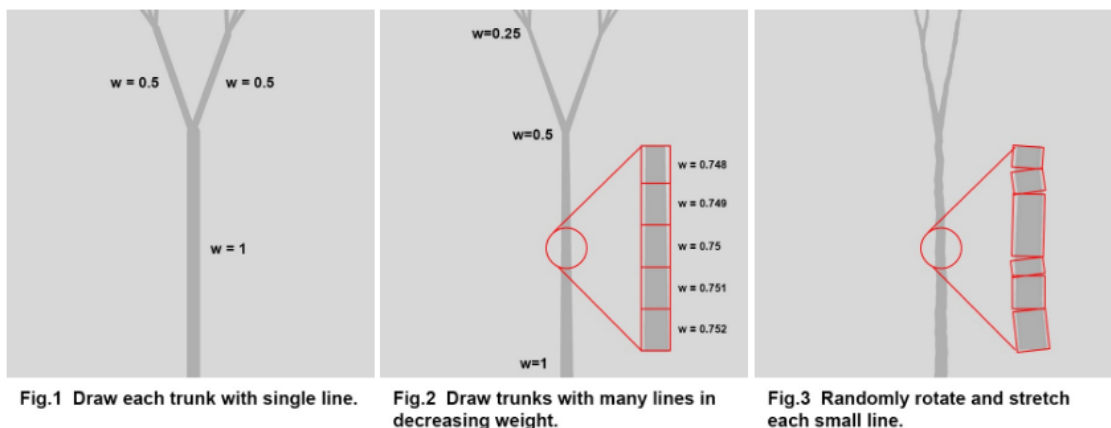 w = 0.5
w = 0.5
w = 1
Fig.1 Draw each trunk with single line.
w=0.25
w=0.5
w = 0.748
w = 0.749
w = 0.75
w = 0.751
w = 0.752
w=1
Fig.2 Draw trunks with many lines in
decreasing weight.
Fig.3 Randomly rotate and stretch
each small line.